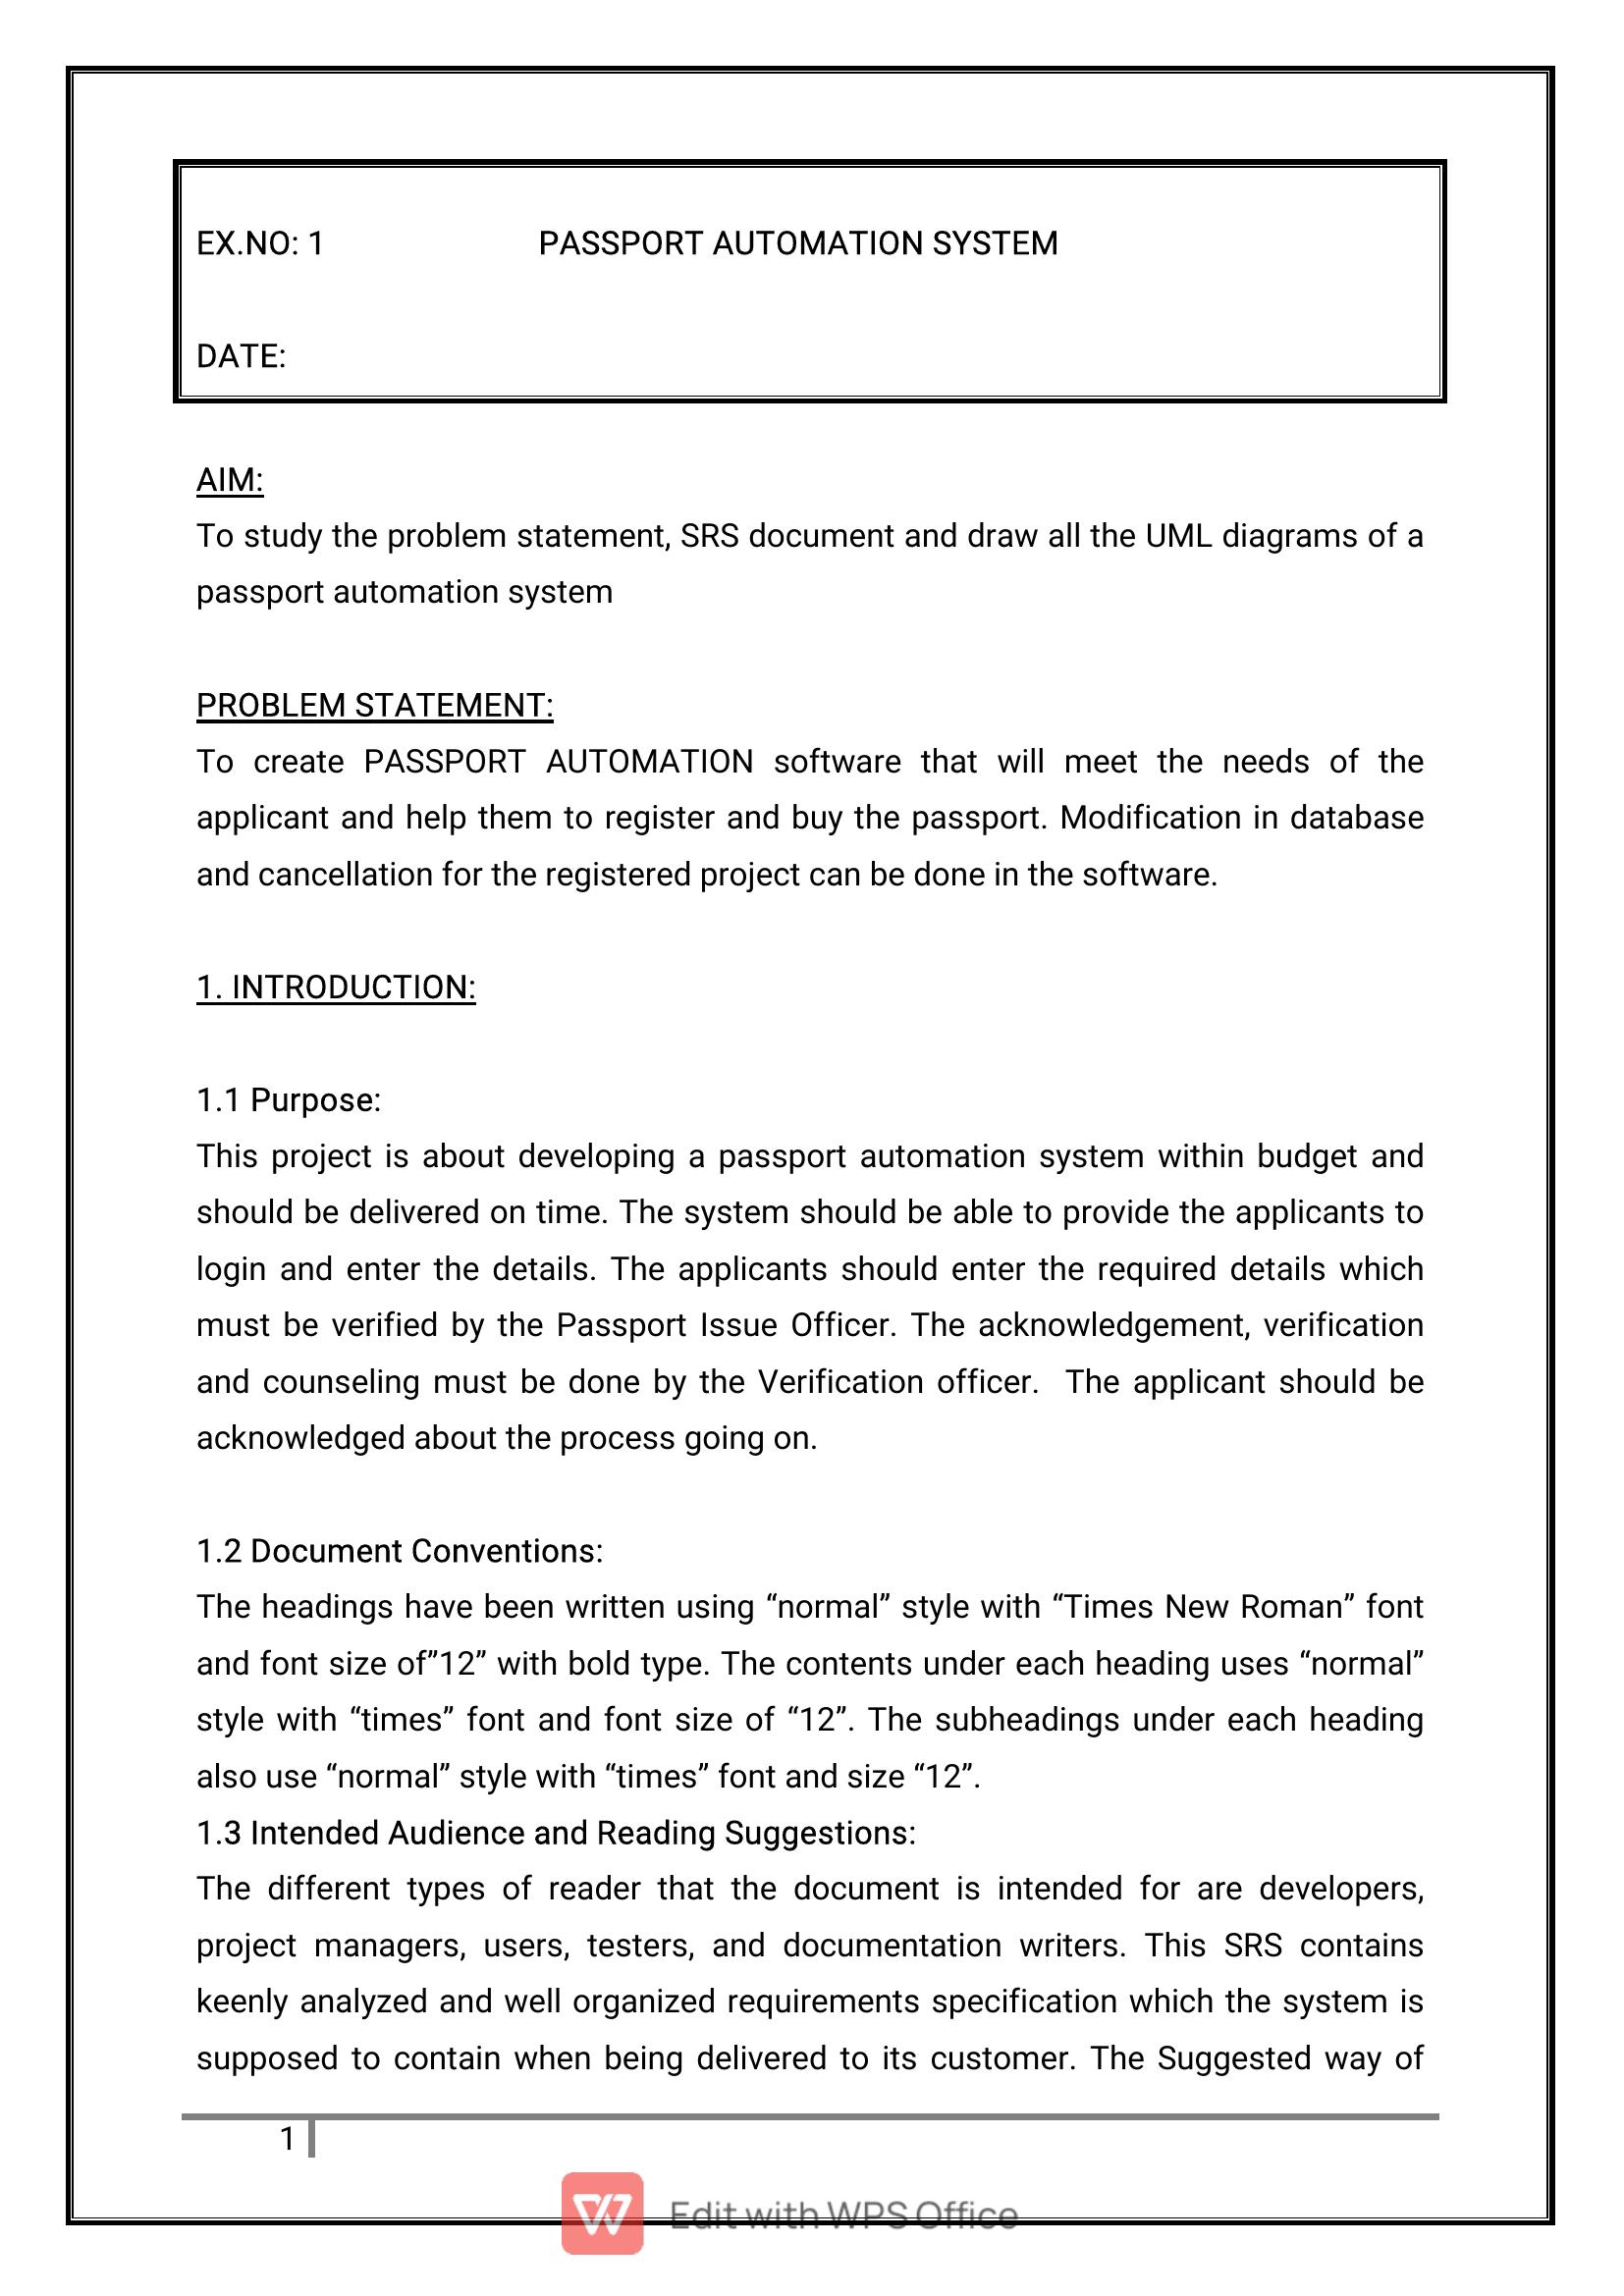 EX.NO: 1 PASSPORT AUTOMATION SYSTEM
DATE:
AIM:
To study the problem statement, SRS document and draw all the UML diagrams of a
passport automation system
PROBLEM STATEMENT:
To create PASSPORT AUTOMATION software that will meet the needs of the
applicant and help them to register and buy the passport. Modification in database
and cancellation for the registered project can be done in the software.
1. INTRODUCTION:
1.1 Purpose:
This project is about developing a passport automation system within budget and
should be delivered on time. The system should be able to provide the applicants to
login and enter the details. The applicants should enter the required details which
must be verified by the Passport Issue Officer. The acknowledgement, verification
and counseling must be done by the Verification officer.  The applicant should be
acknowledged about the process going on.
1.2 Document Conventions:
The headings have been written using “normal” style with “Times New Roman” font
and font size of”12” with bold type. The contents under each heading uses “normal”
style with “times” font and font size of “12”. The subheadings under each heading
also use “normal” style with “times” font and size “12”.
1.3 Intended Audience and Reading Suggestions:
The different types of reader that the document is intended for are developers,
project managers, users, testers, and documentation writers. This SRS contains
keenly analyzed and well organized requirements specification which the system is
supposed to contain when being delivered to its customer. The Suggested way of
1
Edit with WPS Office